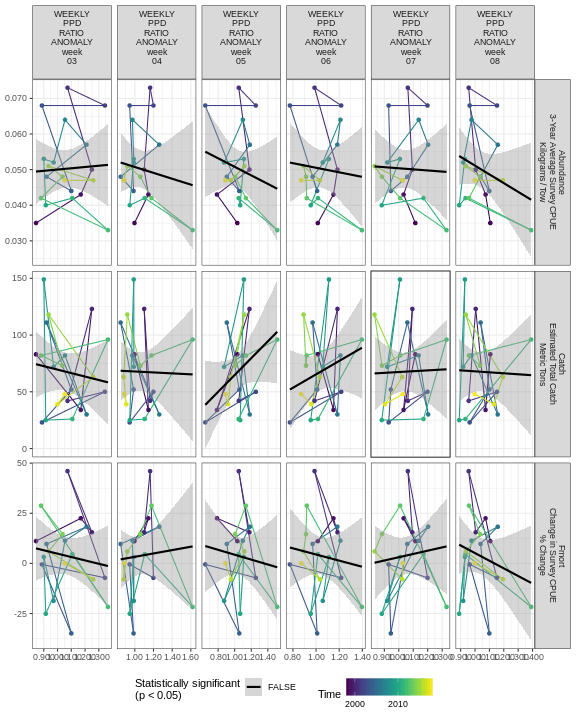 WEEKLY
PPD
RATIO
ANOMALY
week
03
WEEKLY
PPD
RATIO
ANOMALY
week
04
WEEKLY
PPD
RATIO
ANOMALY
week
05
WEEKLY
PPD
RATIO
ANOMALY
week
06
WEEKLY
PPD
RATIO
ANOMALY
week
07
WEEKLY
PPD
RATIO
ANOMALY
week
08
0.070
0.060
0.050
0.040
0.030
Abundance
3-Year Average Survey CPUE
Kilograms / Tow
150
100
50
0
Catch
Estimated Total Catch
Metric Tons
50
25
0
-25
Fmort
Change in Survey CPUE
% Change
1.00 1.20 1.40 1.60
0.80 1.00 1.20 1.40
0.80 1.00 1.20 1.40
Statistically significant
(p < 0.05)
FALSE
Time
2000 2010